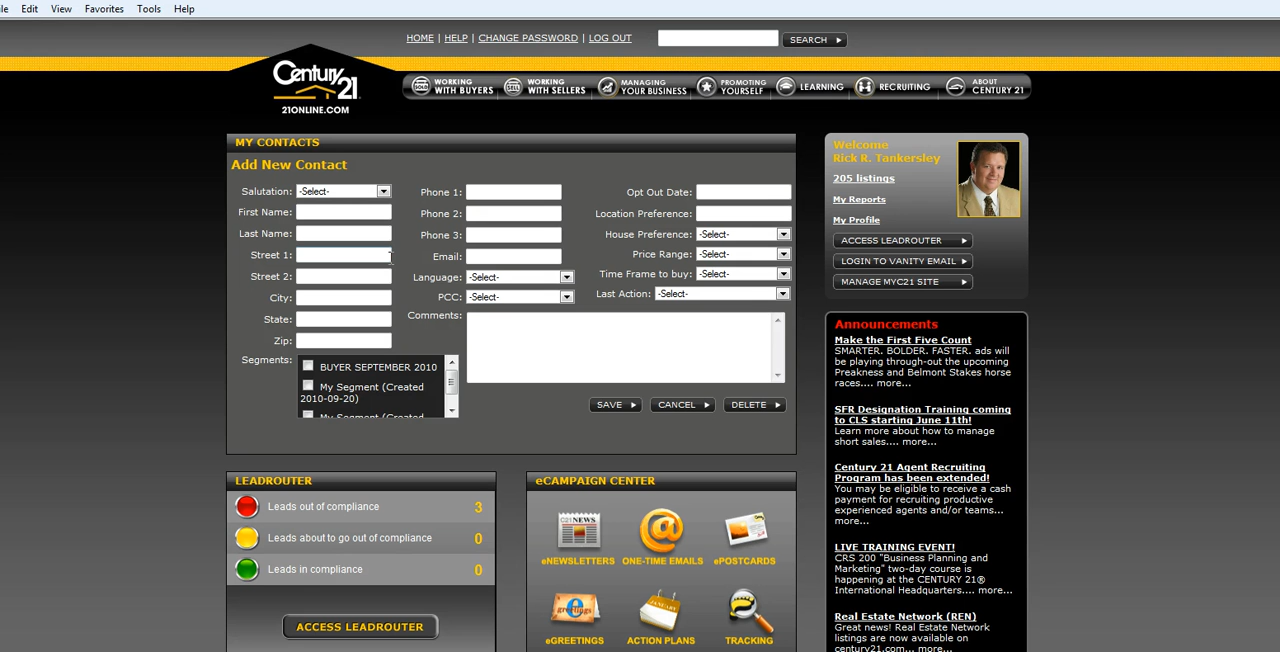 Edit View Favorites Tools Help
HOME | HELP | CHANGE PASSWORD | LOG OUT
SEARCH
Century 21
21ONLINE.COM
WORKING WITH BUYERS
WORKING WITH SELLERS
MANAGING YOUR BUSINESS
PROMOTING YOURSELF
LEARNING
RECRUITING
ABOUT CENTURY 21
MY CONTACTS
Add New Contact
Salutation: -Select-
First Name:
Last Name:
Street 1:
Street 2:
City:
State:
Zip:
Segments:
BUYER SEPTEMBER 2010
My Segment (Created
2010-09-20)
My Segment (Created
Phone 1:
Phone 2:
Phone 3:
Email:
Language: -Select-
PCC: -Select-
Comments:
Opt Out Date:
Location Preference:
House Preference: -Select-
Price Range: -Select-
Time Frame to buy: -Select-
Last Action: -Select-
SAVE CANCEL DELETE
Welcome
Rick R. Tankersley
205 listings
My Reports
My Profile
ACCESS LEADROUTER
LOGIN TO VANITY EMAIL
MANAGE MYC21 SITE
LEADROUTER
Leads out of compliance 3
Leads about to go out of compliance 0
Leads in compliance 0
ACCESS LEADROUTER
eCAMPAIGN CENTER
C21NEWS
eNEWSLETTERS ONE-TIME EMAILS ePOSTCARDS
greetings
JANUARY
eGREETINGS ACTION PLANS TRACKING
Announcements
Make the First Five Count
SMARTER. BOLDER. FASTER. ads will
be playing through-out the upcoming
Preakness and Belmont Stakes horse
races.... more...
SFR Designation Training coming
to CLS starting June 11th!
Learn more about how to manage
short sales.... more...
Century 21 Agent Recruiting
Program has been extended!
You may be eligible to receive a cash
payment for recruiting productive
experienced agents and/or teams...
more...
LIVE TRAINING EVENT!
CRS 200 "Business Planning and
Marketing" two-day course is
happening at the CENTURY 21®
International Headquarters.... more...
Real Estate Network (REN)
Great news! Real Estate Network
listings are now available on
century21.com... more...